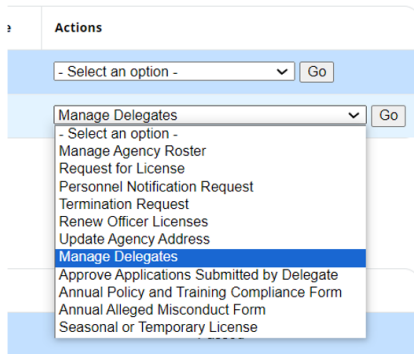 Actions
- Select an option -
Go
Manage Delegates
Go
- Select an option -
Manage Agency Roster
Request for License
Personnel Notification Request
Termination Request
Renew Officer Licenses
Update Agency Address
Manage Delegates
Approve Applications Submitted by Delegate
Annual Policy and Training Compliance Form
Annual Alleged Misconduct Form
Seasonal or Temporary License